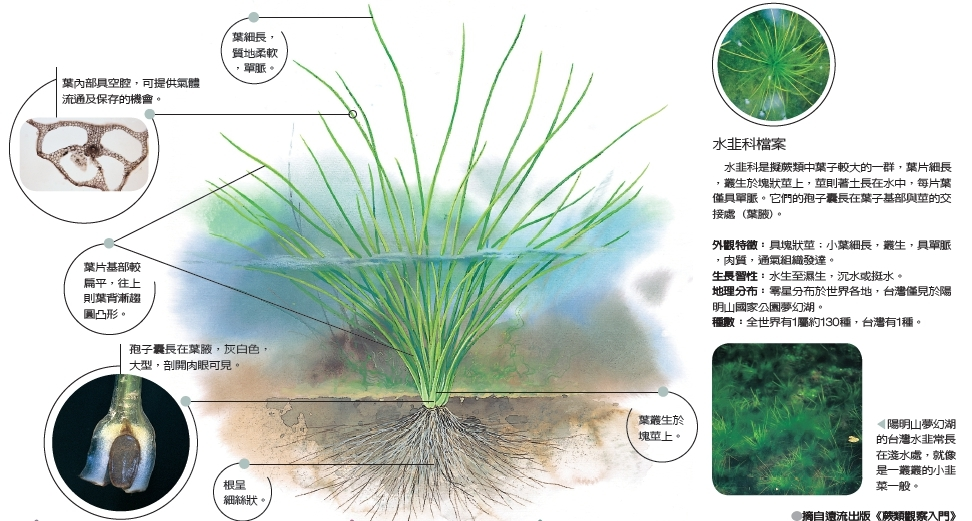 葉細長，
質地柔軟
，單脈。
葉內部具空腔，可提供氣體
流通及保存的機會。
葉片基部較
扁平，往上
則葉背漸趨
圓凸形。
孢子囊長在葉腋，灰白色，
大型，剖開肉眼可見。
根呈
細絲狀。
葉叢生於
塊莖上。
水韭科檔案
水韭科是擬蕨類中葉子較大的一群，葉片細長
，叢生於塊狀莖上，莖則著土長在水中，每片葉
僅具單脈。它們的孢子囊長在葉子基部與莖的交
接處（葉腋）。
外觀特徵：具塊狀莖；小葉細長，叢生，具單脈
，肉質，通氣組織發達。
生長習性：水生至濕生，沉水或挺水。
地理分布：零星分布於世界各地，台灣僅見於陽
明山國家公園夢幻湖。
種數：全世界有1屬約130種，台灣有1種。
◀陽明山夢幻湖
的台灣水韭常長
在淺水處，就像
是一叢叢的小韭
菜一般。
●摘自遠流出版《蕨類觀察入門》